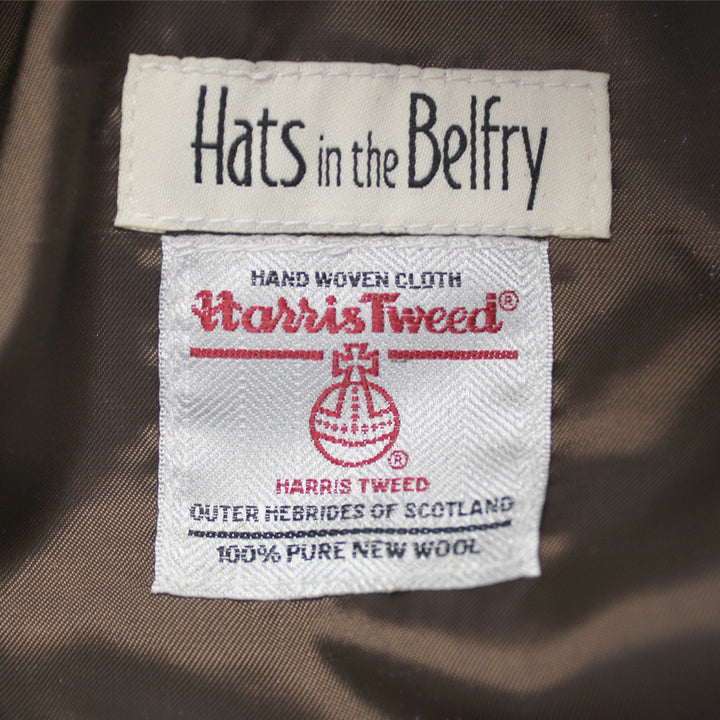 Hats in the Belfry
HAND WOVEN CLOTH
Harris Tweed®
®
HARRIS TWEED
OUTER HEBRIDES OF SCOTLAND
100% PURE NEW WOOL